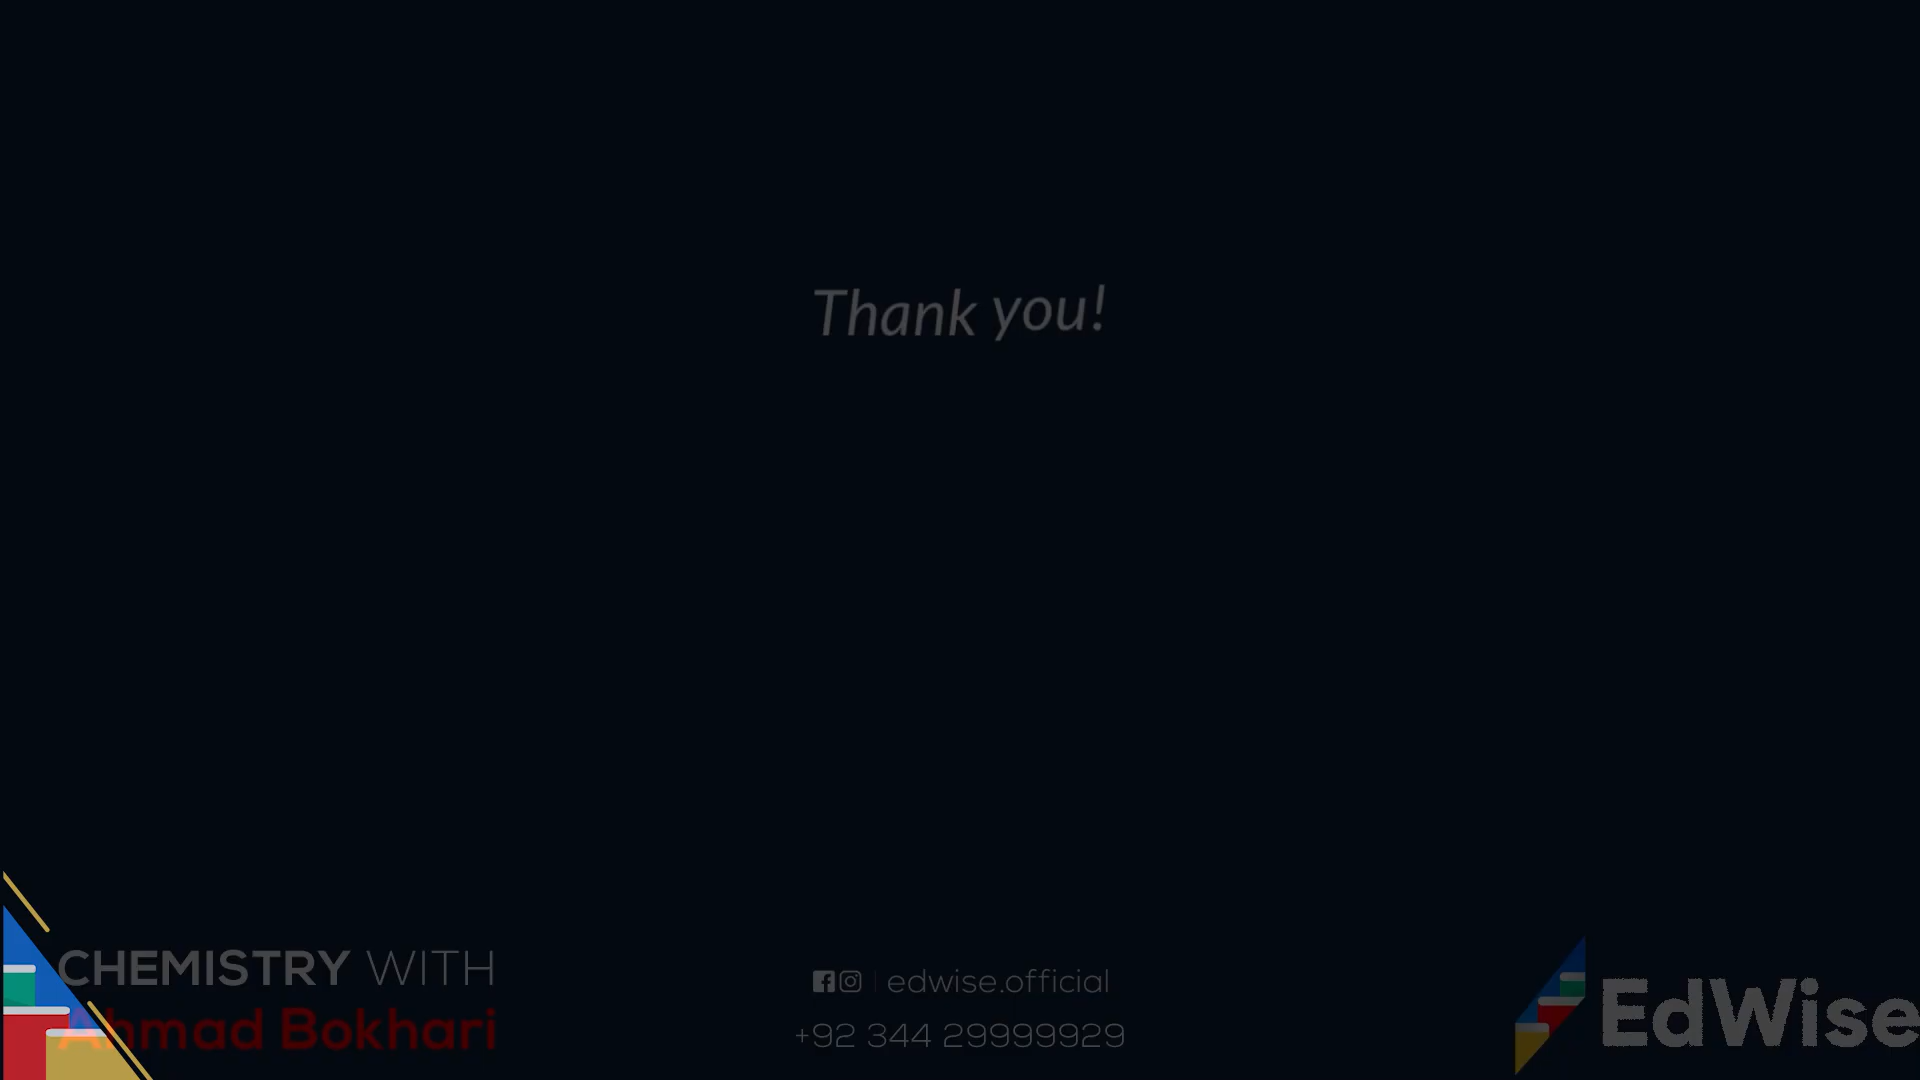 Thank you!
CHEMISTRY WITH
Ahmad Bokhari
edwise.official
+92 344 29999929
EdWise